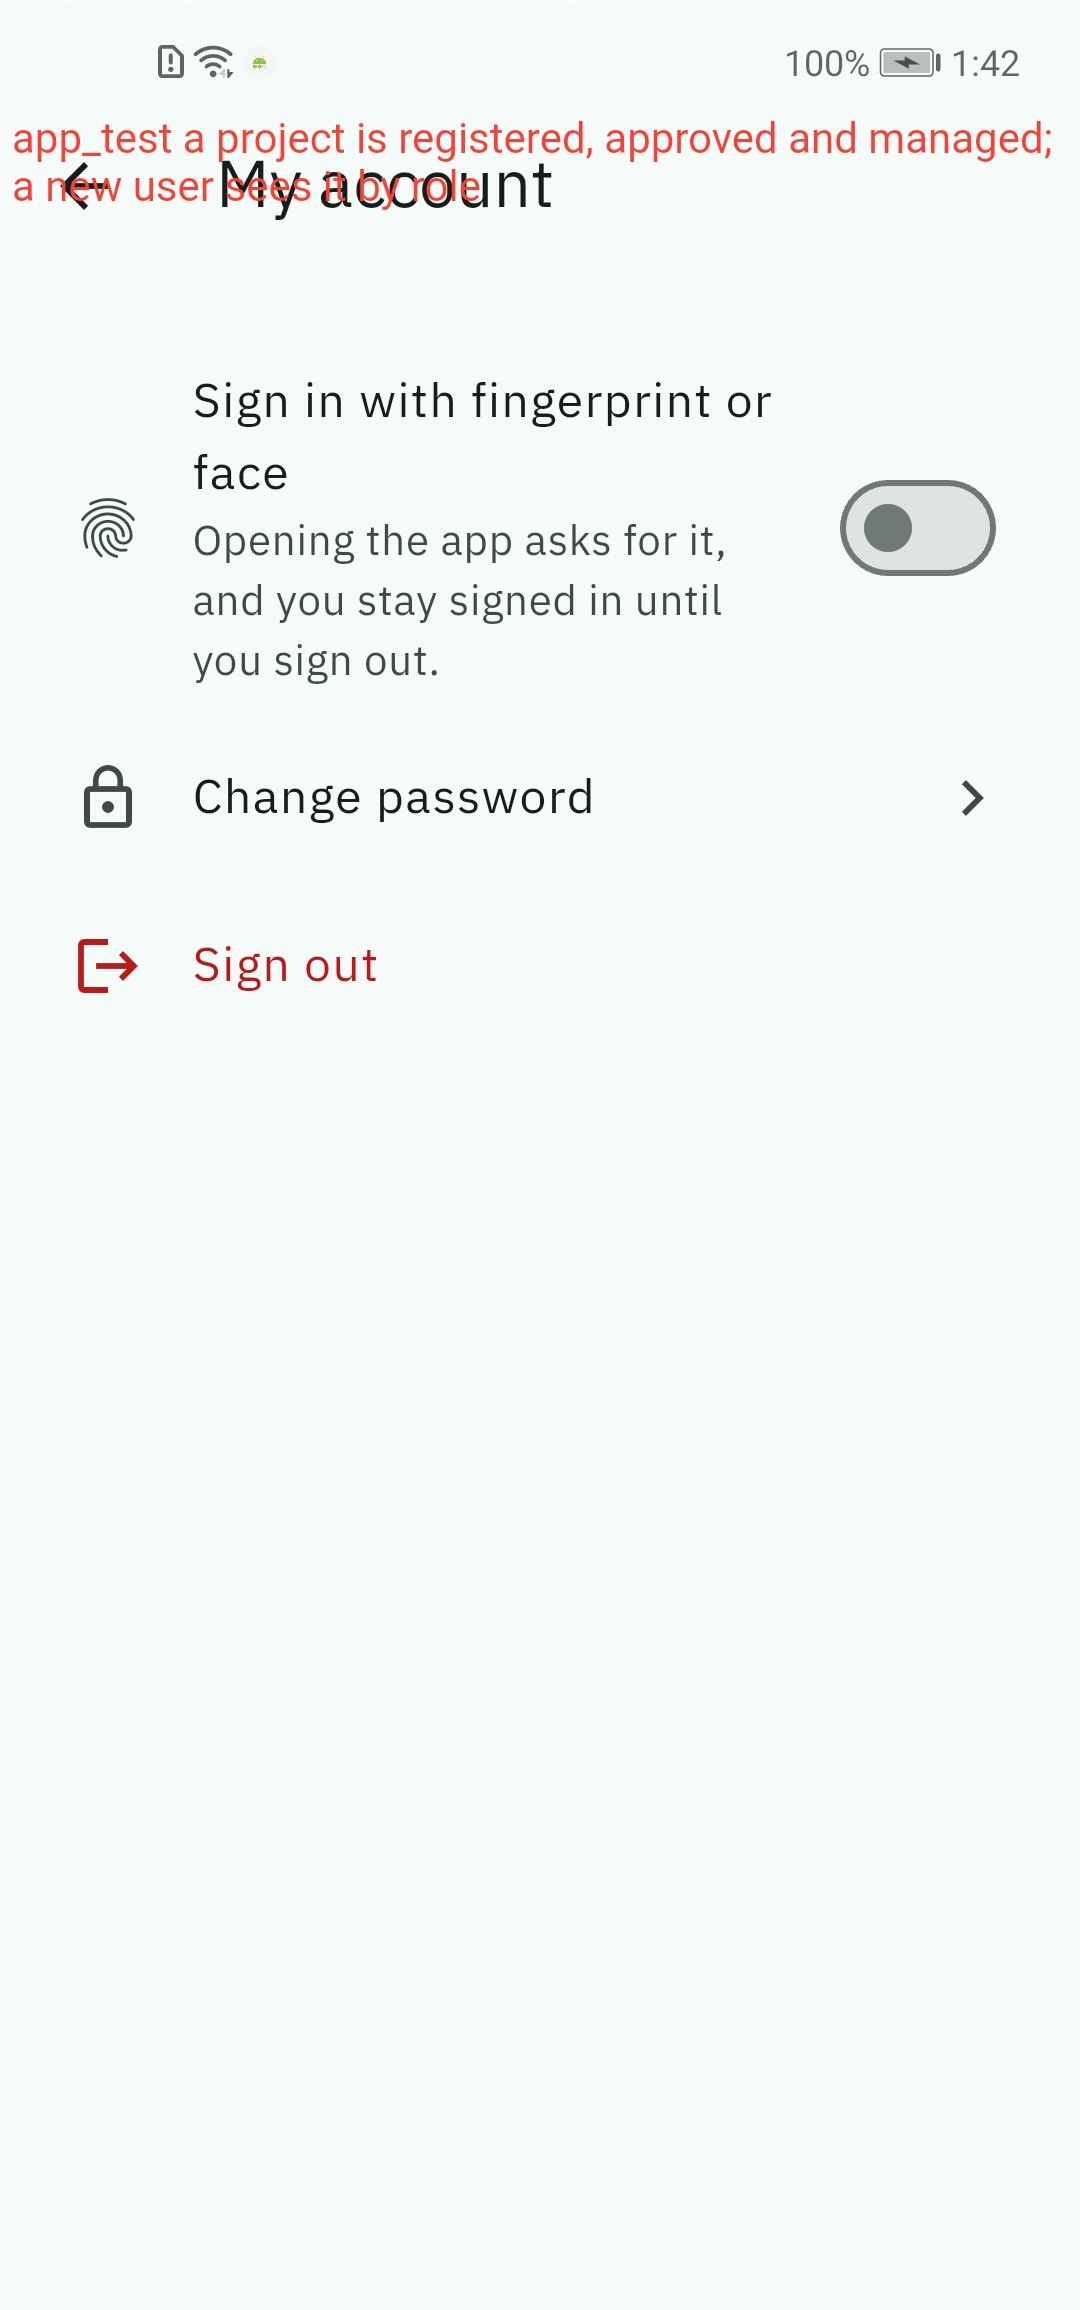 100% 1:42
app_test a project is registered, approved and managed;
a new user sees it by role
My account
Sign in with fingerprint or
face
Opening the app asks for it,
and you stay signed in until
you sign out.
Change password
Sign out